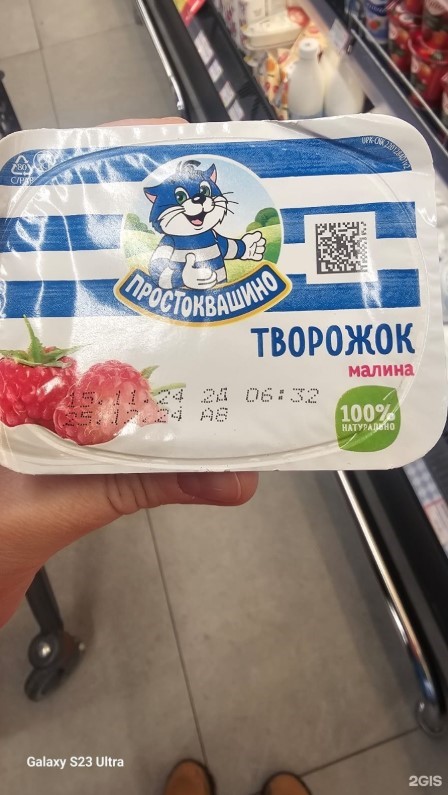 ПРОСТОКВАШИНО
ТВОРОЖОК
малина
15.11.24 2Д 06:32
25.12.24 А8
100%
НАТУРАЛЬНО
Galaxy S23 Ultra
2GIS